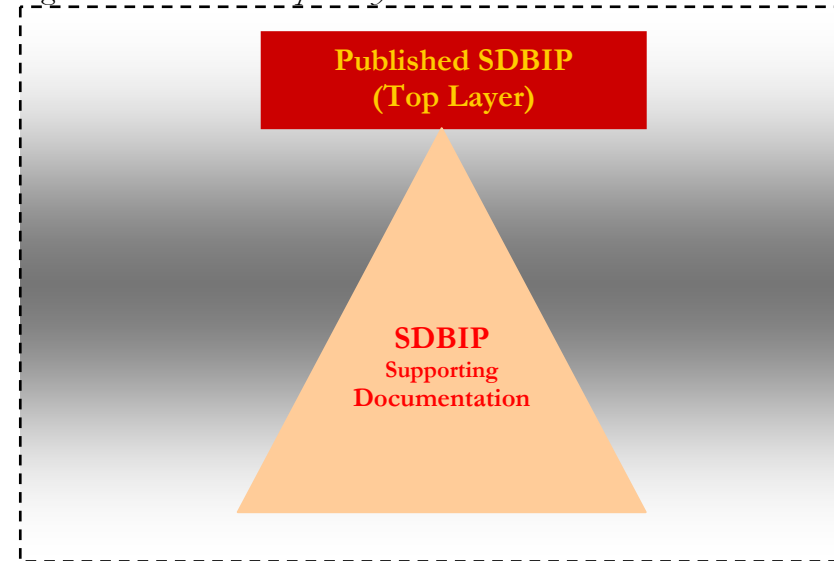 Published SDBIP
(Top Layer)
SDBIP
Supporting
Documentation